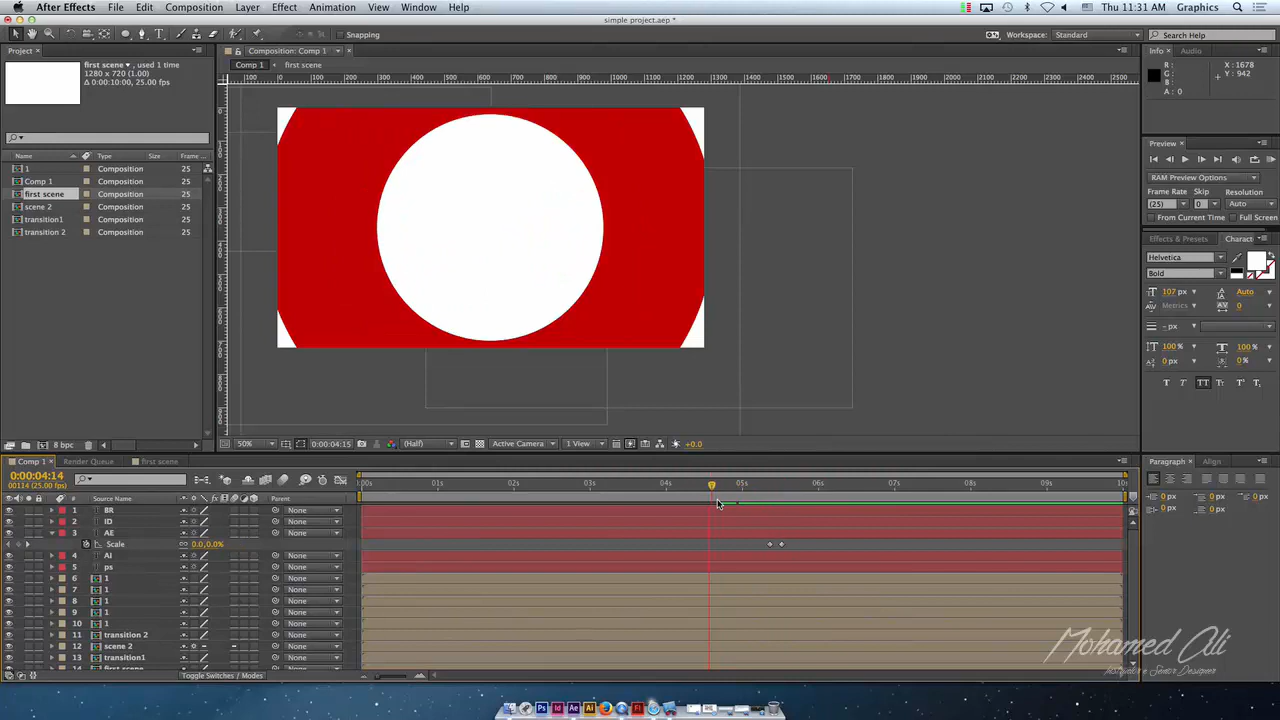 After Effects File Edit Composition Layer Effect Animation View Window Help Thu 11:31 AM Graphics
simple project.aep *
Snapping Workspace: Standard Search Help
Project Composition: Comp 1 Info Audio
first scene, used 1 time
1280 x 720 (1.00)
Δ 0:00:10:00, 25.00 fps
Comp 1 first scene
R : G : B : A : 0
X : 1678
Y : 942
Name Type Size Frame ...
1 Composition 25
Comp 1 Composition 25
first scene Composition 25
scene 2 Composition 25
transition1 Composition 25
transition 2 Composition 25
Preview
RAM Preview Options
Frame Rate Skip Resolution
(25) 0 Auto
From Current Time Full Screen
Effects & Presets Charact
Helvetica
Bold
107 px Auto
Metrics 0
- px
100 % 100 %
0 px 0 %
8 bpc 50% 0:00:04:15 (Half) Active Camera 1 View +0.0
Comp 1 Render Queue first scene
Paragraph Align
0:00:04:14
00114 (25.00 fps)
:00s 01s 02s 03s 04s 05s 06s 07s 08s 09s 10s
# Source Name Parent
1 BR None
2 ID None
3 AE None
Scale 0.0,0.0%
4 AI None
5 ps None
6 1 None
7 1 None
8 1 None
9 1 None
10 1 None
11 transition 2 None
12 scene 2 None
13 transition1 None
14 first scene None
Toggle Switches / Modes
0 px 0 px 0 px
0 px 0 px
Mohamed Ali